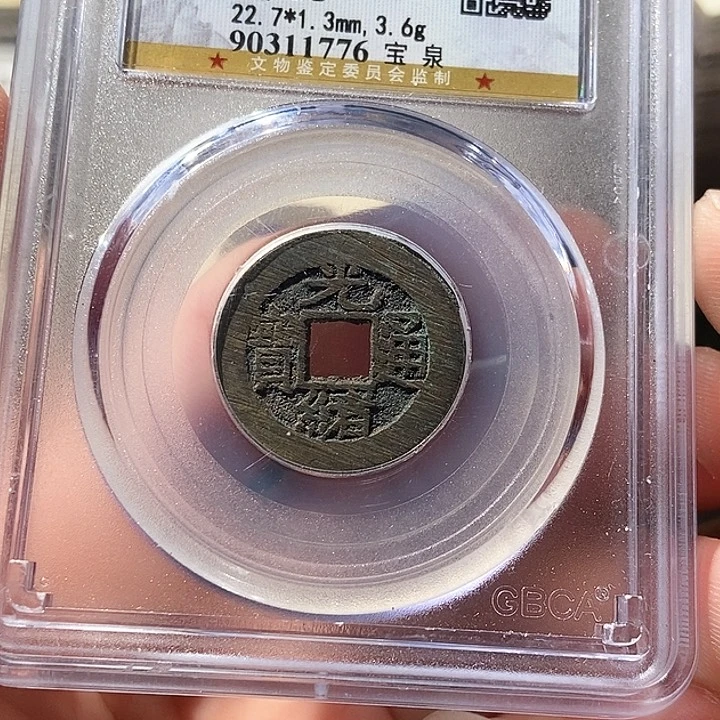 22.7*1.3mm, 3.6g
90311776 宝 泉
★ 文物鉴定委员会监制 ★
光
緒
通
寶
GBCA®